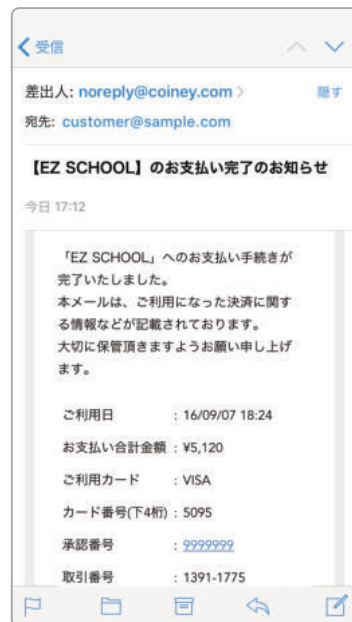 受信
差出人: noreply@coiney.com
隠す
宛先: customer@sample.com
【EZ SCHOOL】のお支払い完了のお知らせ
今日 17:12
「EZ SCHOOL」へのお支払い手続きが
完了いたしました。
本メールは、ご利用になった決済に関す
る情報などが記載されております。
大切に保管頂きますようお願い申し上げ
ます。
ご利用日 : 16/09/07 18:24
お支払い合計金額 : ¥5,120
ご利用カード : VISA
カード番号(下4桁) : 5095
承認番号 : 9999999
取引番号 : 1391-1775